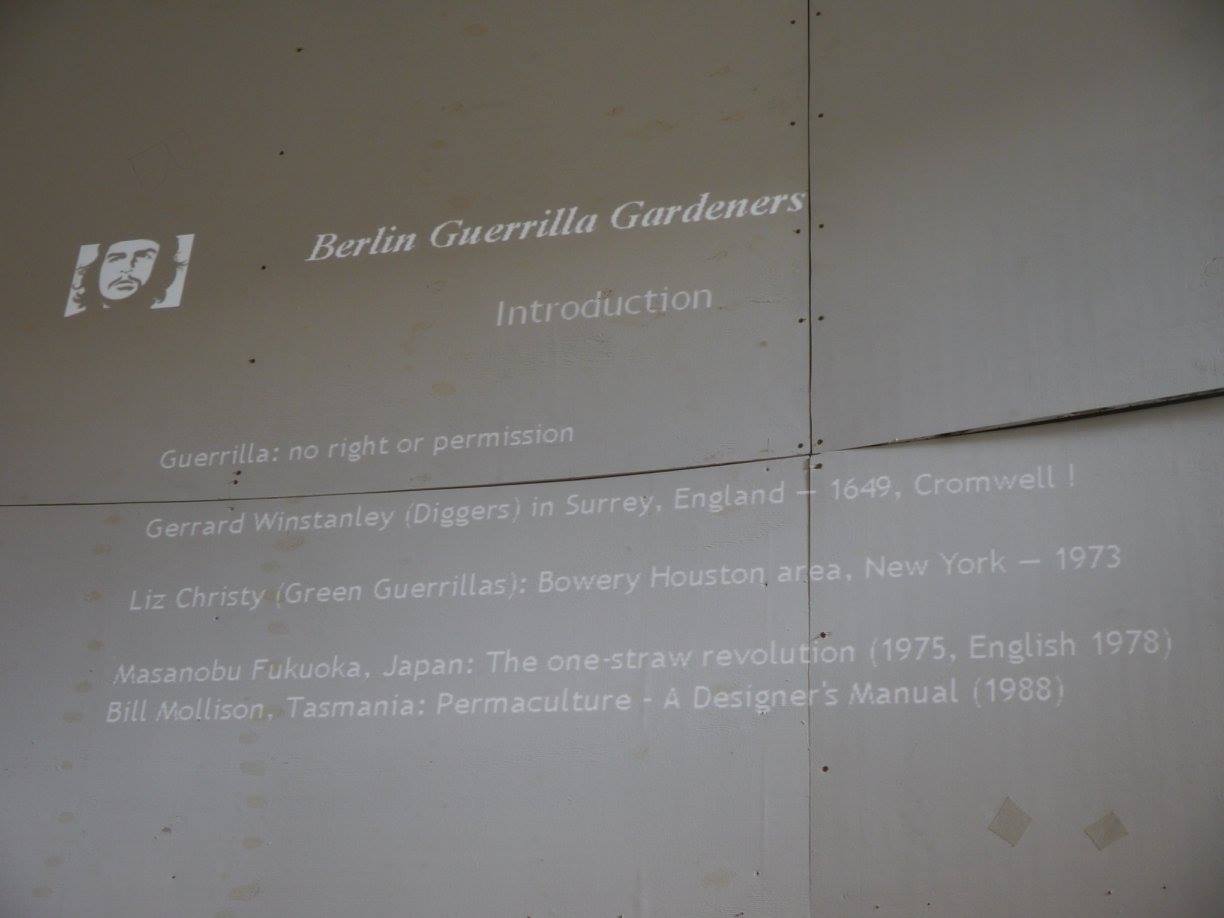 Berlin Guerrilla Gardeners
Introduction
Guerrilla: no right or permission
Gerrard Winstanley (Diggers) in Surrey, England – 1649, Cromwell !
Liz Christy (Green Guerrillas): Bowery Houston area, New York – 1973
Masanobu Fukuoka, Japan: The one-straw revolution (1975, English 1978)
Bill Mollison, Tasmania: Permaculture - A Designer's Manual (1988)